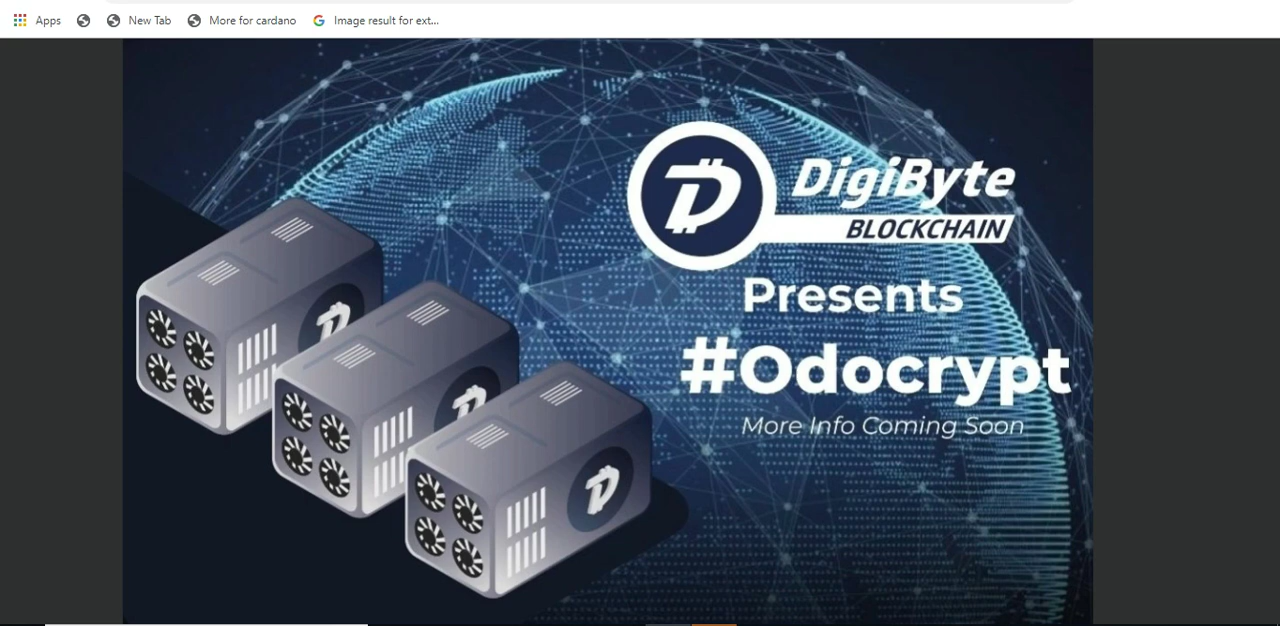 Apps New Tab More for cardano Image result for ext...
DigiByte
BLOCKCHAIN
Presents
#Odocrypt
More Info Coming Soon